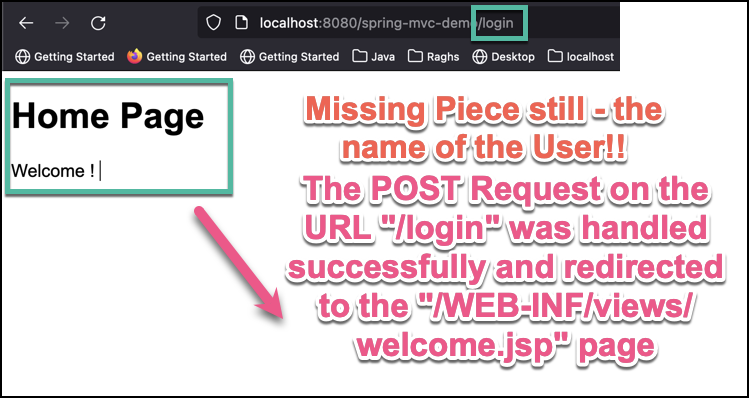 localhost:8080/spring-mvc-demo/login
Getting Started Getting Started Getting Started Java Raghs Desktop localhost
Home Page
Welcome ! |
Missing Piece still - the
name of the User!!
The POST Request on the
URL "/login" was handled
successfully and redirected
to the "/WEB-INF/views/
welcome.jsp" page